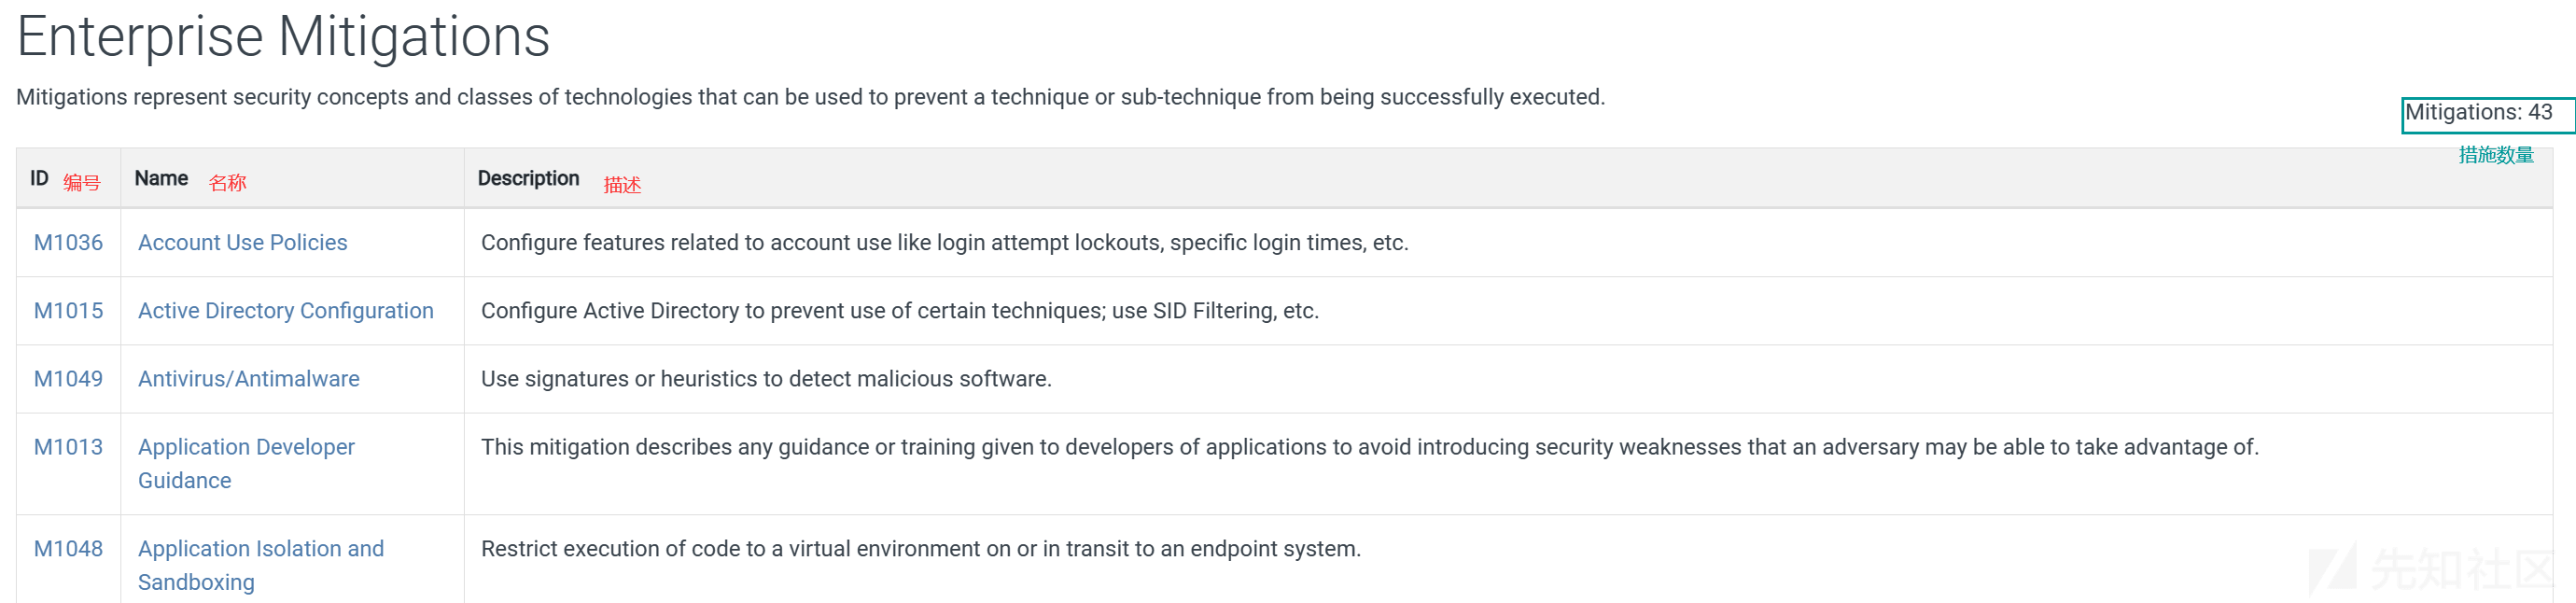 Enterprise Mitigations
Mitigations represent security concepts and classes of technologies that can be used to prevent a technique or sub-technique from being successfully executed.
Mitigations: 43
措施数量
ID 编号 Name 名称 Description 描述
M1036 Account Use Policies Configure features related to account use like login attempt lockouts, specific login times, etc.
M1015 Active Directory Configuration Configure Active Directory to prevent use of certain techniques; use SID Filtering, etc.
M1049 Antivirus/Antimalware Use signatures or heuristics to detect malicious software.
M1013 Application Developer This mitigation describes any guidance or training given to developers of applications to avoid introducing security weaknesses that an adversary may be able to take advantage of.
Guidance
M1048 Application Isolation and Restrict execution of code to a virtual environment on or in transit to an endpoint system.
Sandboxing
先知社区